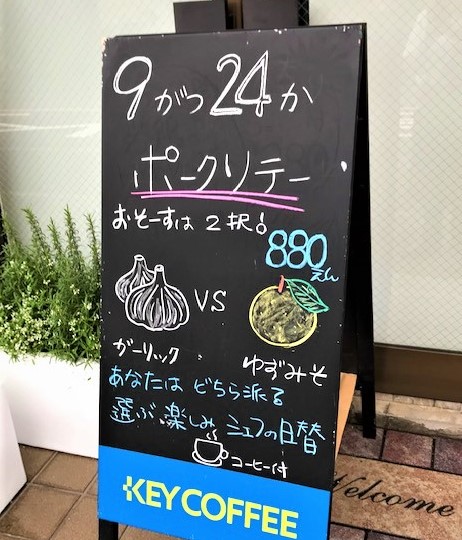 9がつ24か
ポークソテー
おそーすは2択!
880
えん
VS
ガーリック
ゆずみそ
あなたはどちら派る
選ぶ楽しみシェフの日替
コーヒー付
KEY COFFEE
Welcome